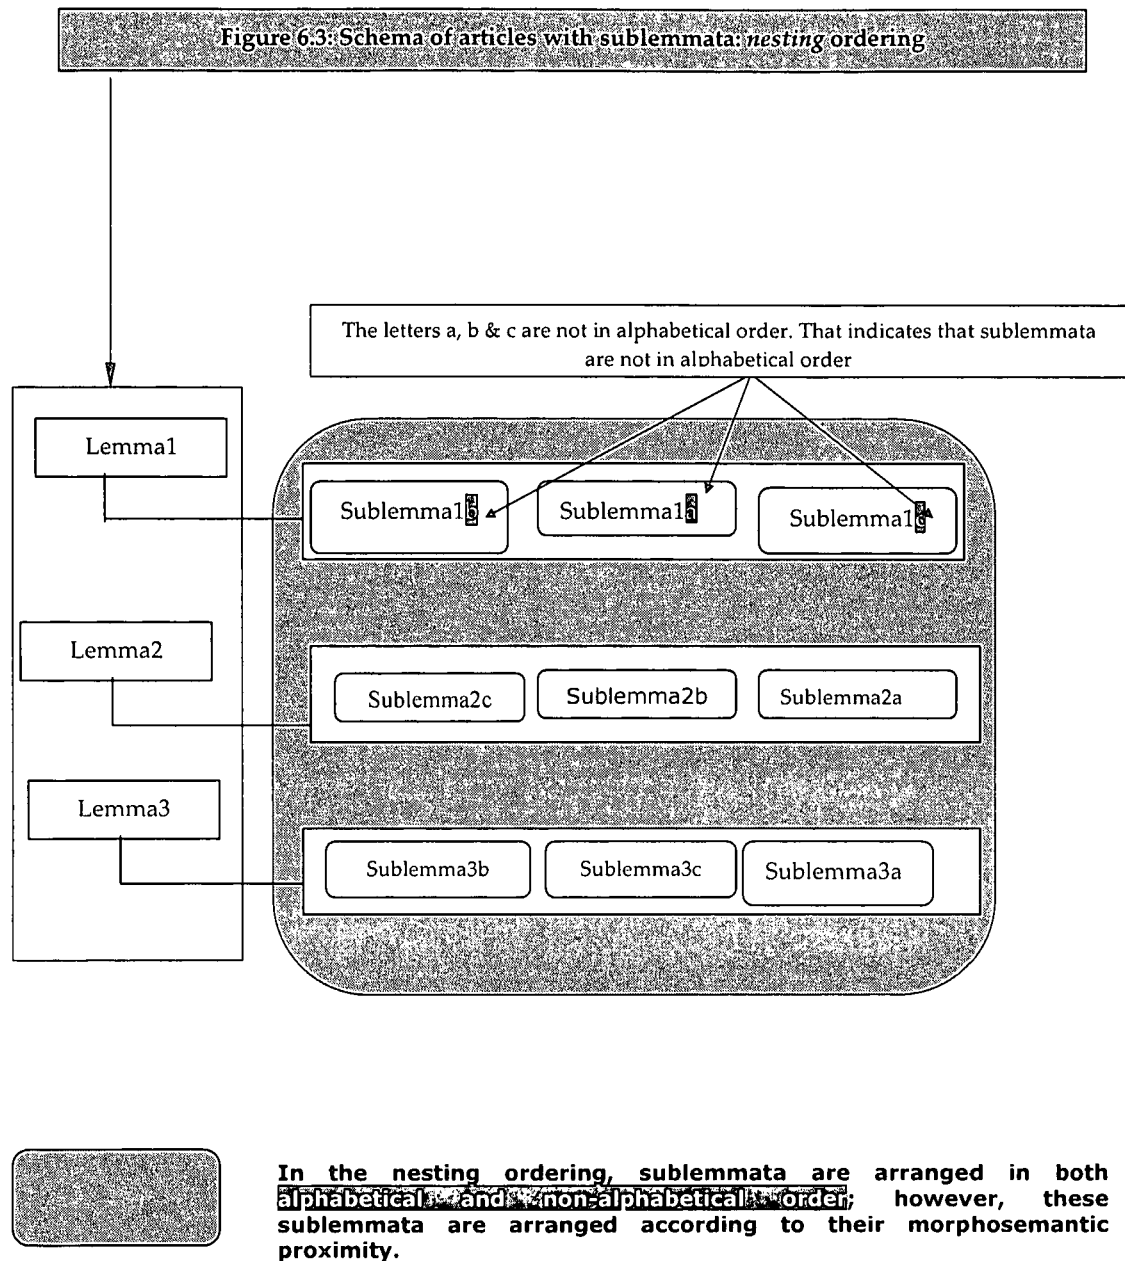 Figure 6.3: Schema of articles with sublemmata: nesting ordering
The letters a, b & c are not in alphabetical order. That indicates that sublemmata
are not in alphabetical order
Lemma1
Sublemma1
Sublemma1a
Sublemma1
Lemma2
Sublemma2c
Sublemma2b
Sublemma2a
Lemma3
Sublemma3b
Sublemma3c
Sublemma3a
In the nesting ordering, sublemmata are arranged in both
alphabetical and non-alphabetical order; however, these
sublemmata are arranged according to their morphosemantic
proximity.